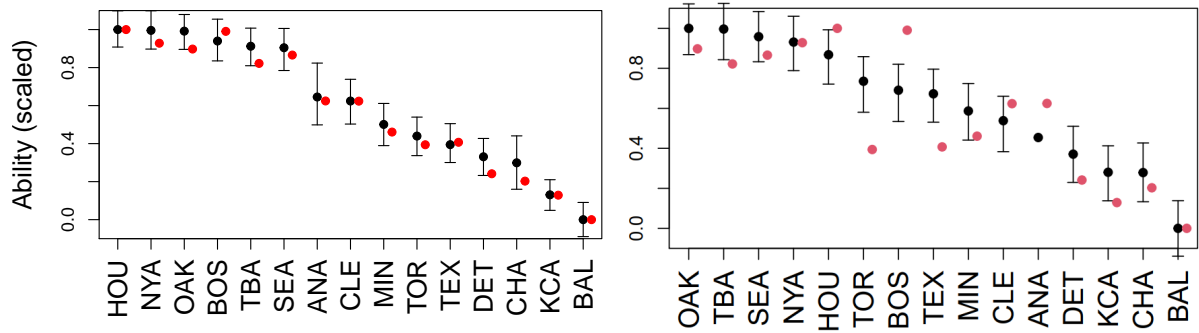 Ability (scaled)
0.8
0.4
0.0
HOU NYA OAK BOS TBA SEA ANA CLE MIN TOR TEX DET CHA KCA BAL
0.8
0.4
0.0
OAK TBA SEA NYA HOU TOR BOS TEX MIN CLE ANA DET KCA CHA BAL